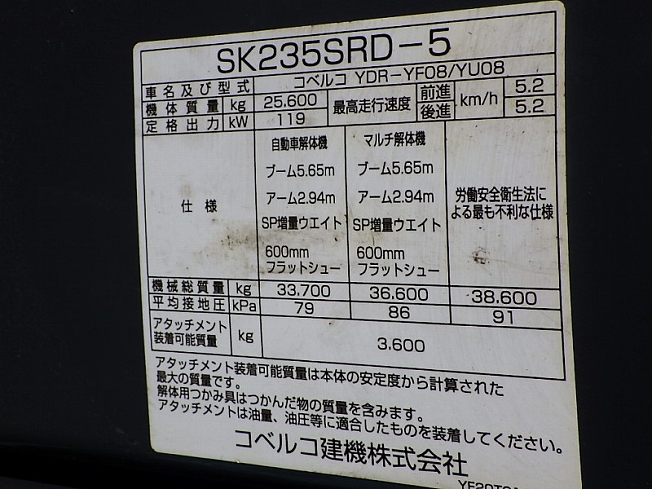 SK235SRD-5
車名及び型式 コベルコ YDR-YF08/YU08
機体質量 kg 25,600 最高走行速度 前進 km/h 5.2
定格出力 kW 119 後進 5.2
仕様
自動車解体機
ブーム5.65m
アーム2.94m
SP増量ウエイト
600mm
フラットシュー
マルチ解体機
ブーム5.65m
アーム2.94m
SP増量ウエイト
600mm
フラットシュー
労働安全衛生法に
よる最も不利な仕様
機械総質量 kg 33,700 36,600 38,600
平均接地圧 kPa 79 86 91
アタッチメント
装着可能質量 kg 3,600
アタッチメント装着可能質量は本体の安定度から計算された
最大の質量です。
解体用つかみ具はつかんだ物の質量を含みます。
アタッチメントは油量、油圧等に適合したものを装着してください。
コベルコ建機株式会社